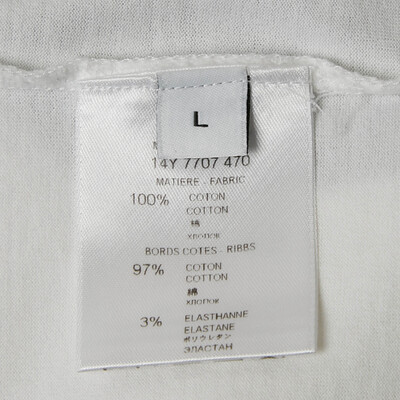 L
14Y 7707 470
MATIERE - FABRIC
100% COTON
COTTON
綿
ХЛОПОК
BORDS COTES - RIBBS
97% COTON
COTTON
綿
ХЛОПОК
3% ELASTHANNE
ELASTANE
ポリウレタン
ЭЛАСТАН